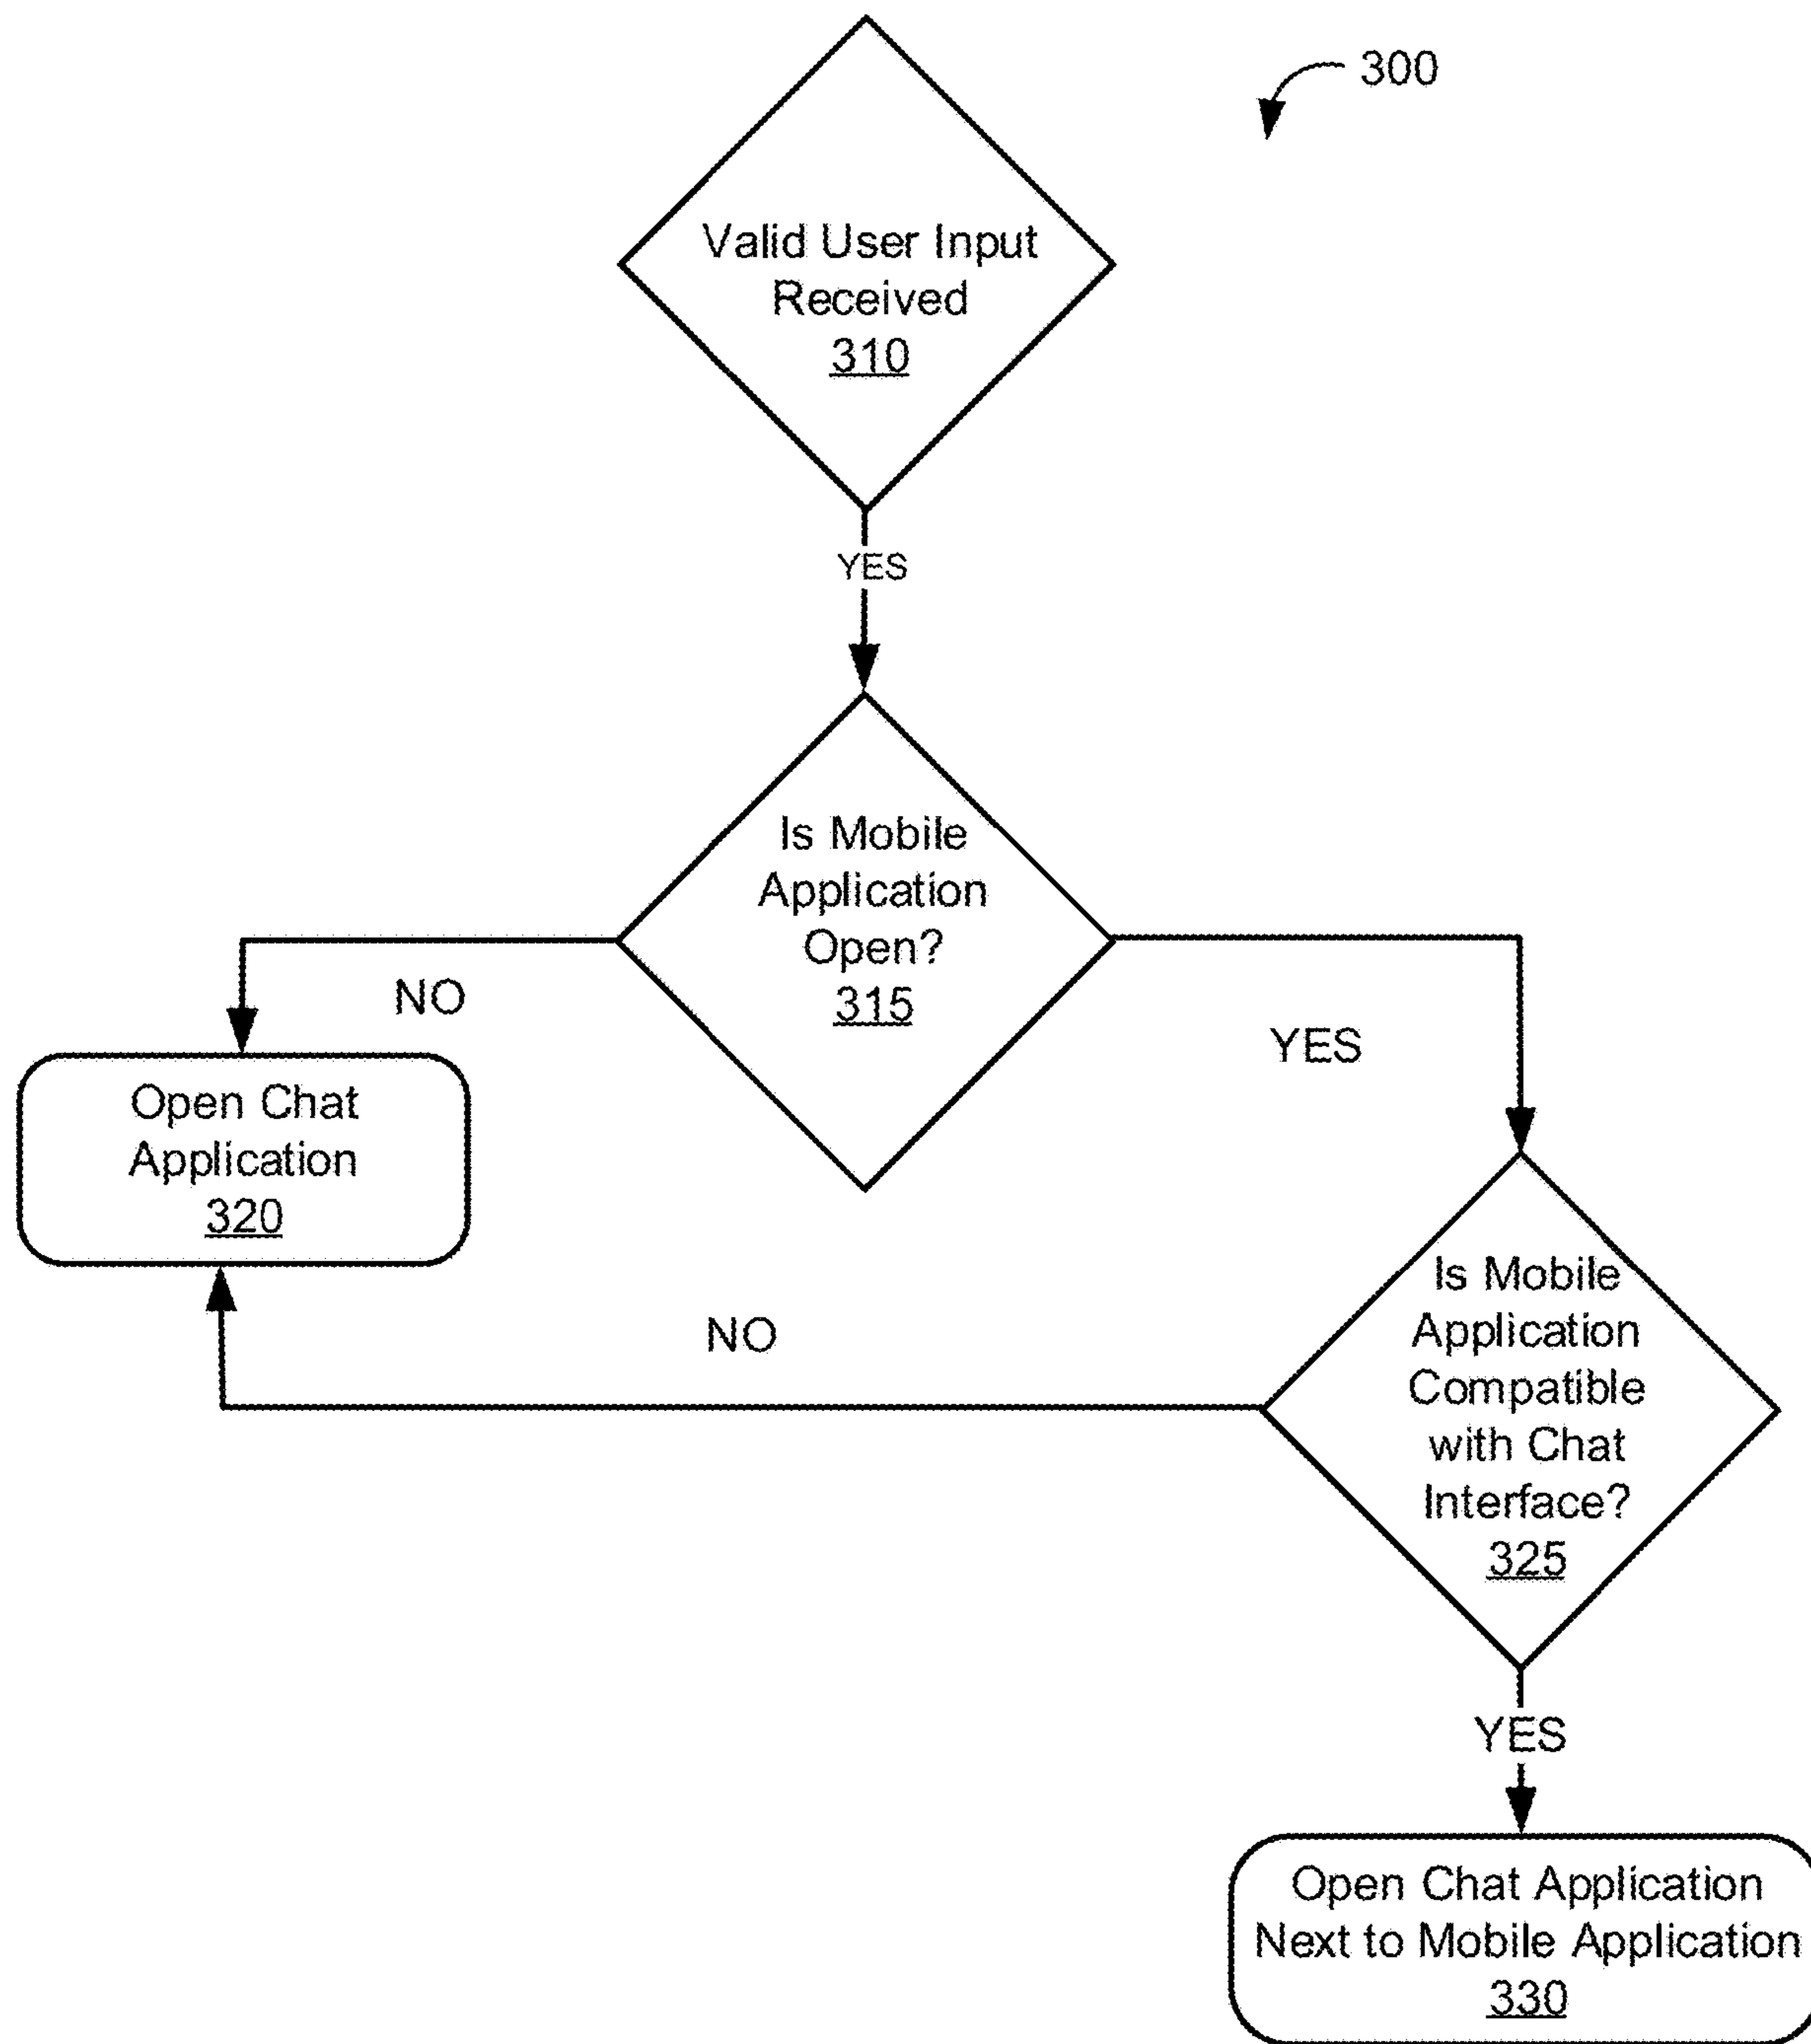 300
Valid User Input
Received
310
YES
Is Mobile
Application
Open?
315
NO
YES
Open Chat
Application
320
Is Mobile
Application
Compatible
with Chat
Interface?
325
NO
YES
Open Chat Application
Next to Mobile Application
330